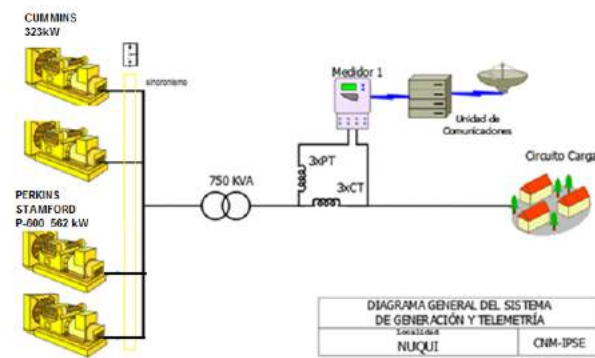 CUMMINS
323kW
sincronismo
Medidor 1
Unidad de
Comunicadores
3xPT
3xCT
750 KVA
Circuito Carga
PERKINS
STAMFORD
P-600 562 kW
DIAGRAMA GENERAL DEL SISTEMA
DE GENERACIÓN Y TELEMETRÍA
Localidad
NUQUI
CNM-IPSE